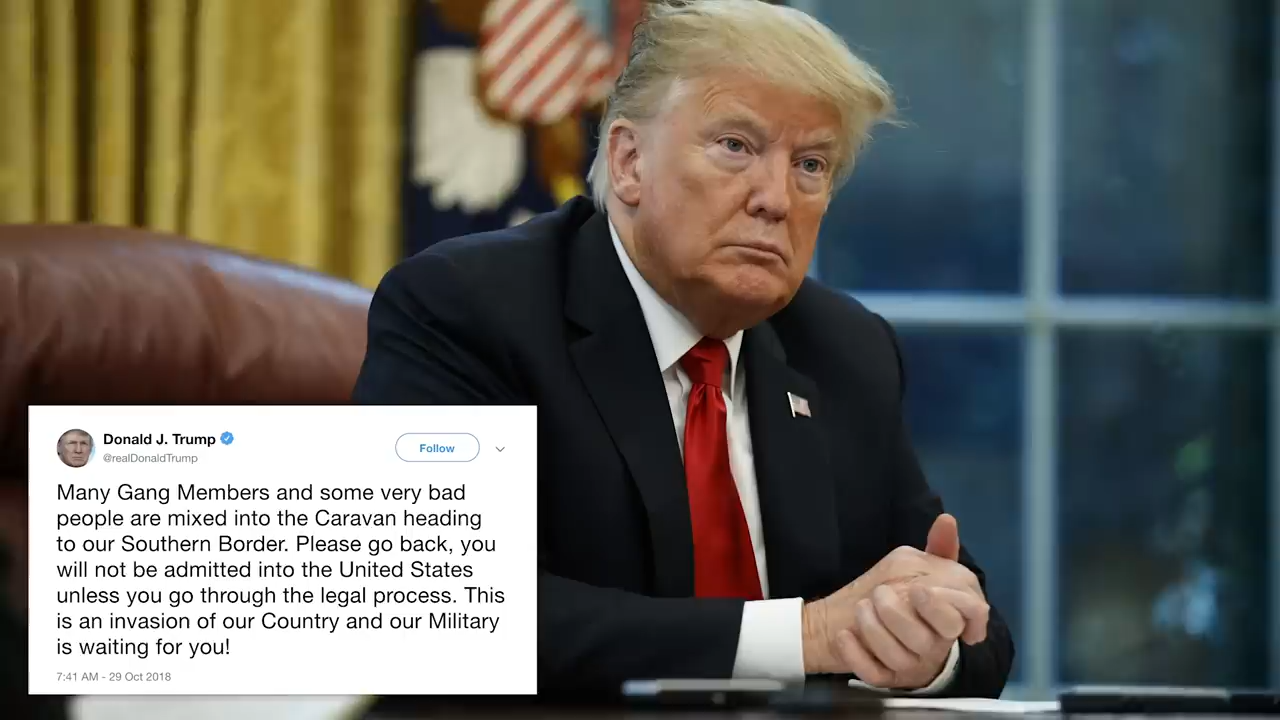 Donald J. Trump
Follow
@realDonaldTrump
Many Gang Members and some very bad
people are mixed into the Caravan heading
to our Southern Border. Please go back, you
will not be admitted into the United States
unless you go through the legal process. This
is an invasion of our Country and our Military
is waiting for you!
7:41 AM - 29 Oct 2018